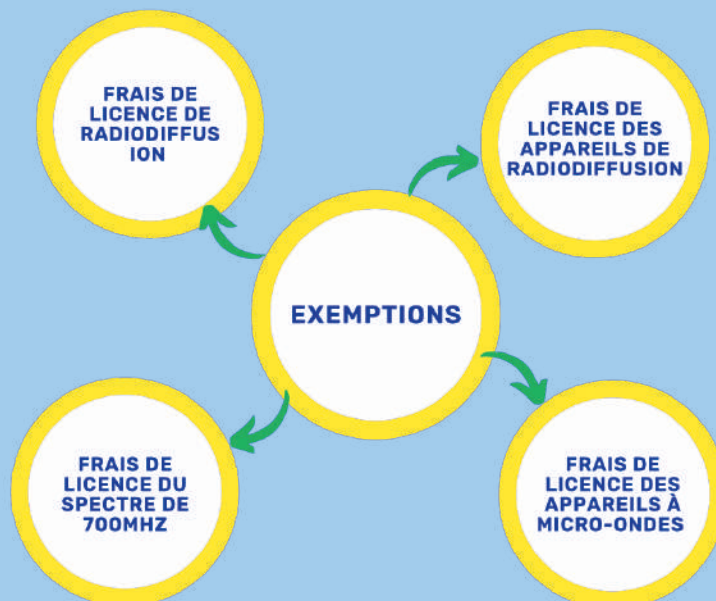 FRAIS DE
LICENCE DE
RADIODIFFUS
ION
FRAIS DE
LICENCE DES
APPAREILS DE
RADIODIFFUSION
EXEMPTIONS
FRAIS DE
LICENCE DU
SPECTRE DE
700MHZ
FRAIS DE
LICENCE DES
APPAREILS À
MICRO-ONDES